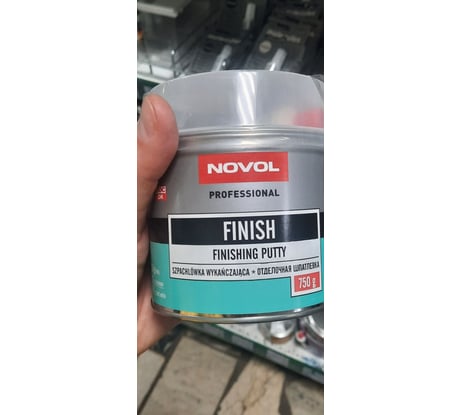 NOVOL
PROFESSIONAL
FINISH
FINISHING PUTTY
SZPACHLÓWKA WYKAŃCZAJĄCA • ОТДЕЛОЧНАЯ ШПАТЛЕВКА
750 g